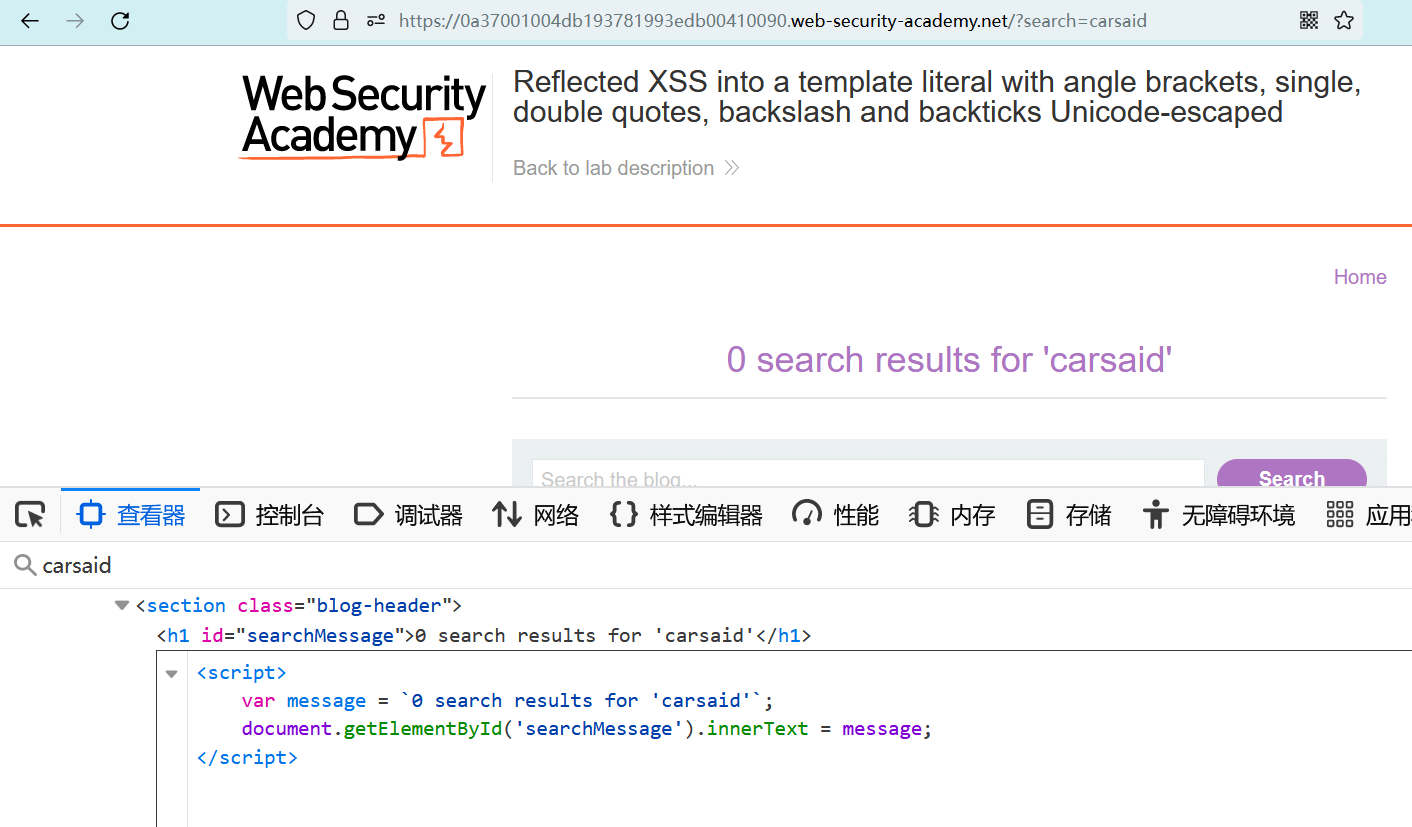 https://0a37001004db193781993edb00410090.web-security-academy.net/?search=carsaid
Web Security
Academy
Reflected XSS into a template literal with angle brackets, single,
double quotes, backslash and backticks Unicode-escaped
Back to lab description
Home
0 search results for 'carsaid'
Search the blog...
Search
查看器 控制台 调试器 网络 样式编辑器 性能 内存 存储 无障碍环境 应用
carsaid
<section class="blog-header">
<h1 id="searchMessage">0 search results for 'carsaid'</h1>
<script>
var message = `0 search results for 'carsaid'`;
document.getElementById('searchMessage').innerText = message;
</script>